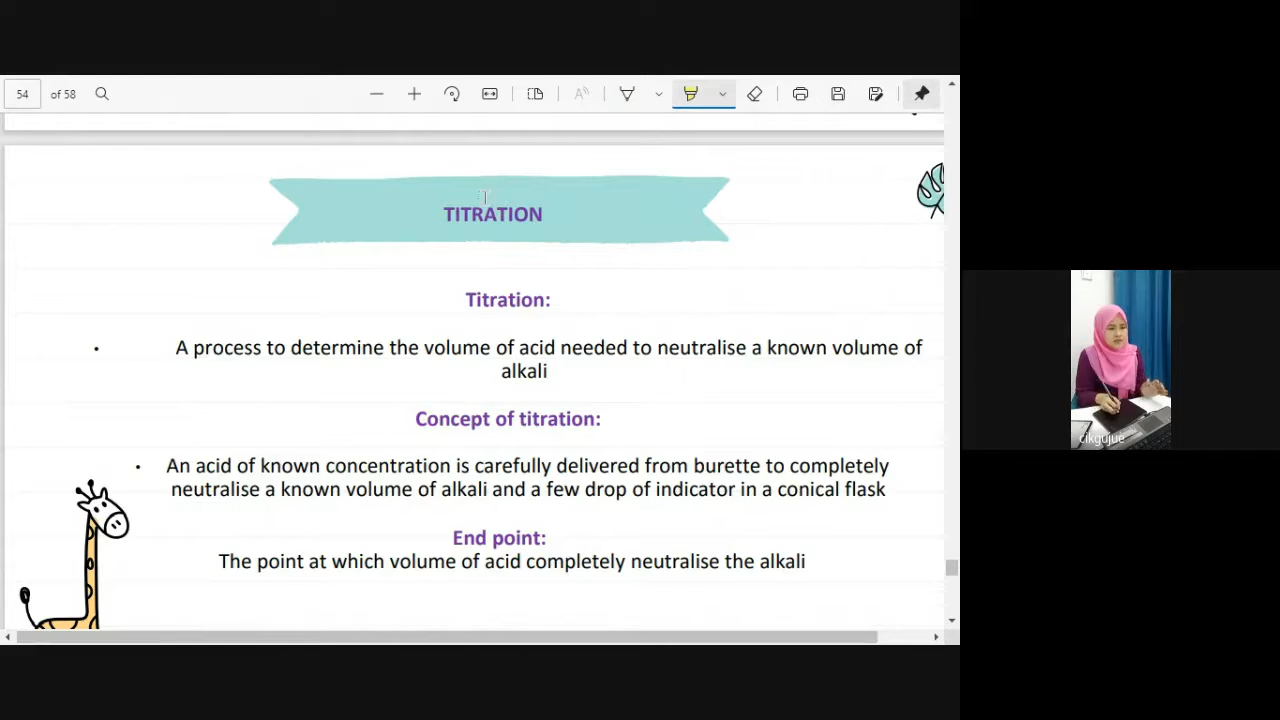 54 of 58
TITRATION
Titration:
• A process to determine the volume of acid needed to neutralise a known volume of
alkali
Concept of titration:
• An acid of known concentration is carefully delivered from burette to completely
neutralise a known volume of alkali and a few drop of indicator in a conical flask
End point:
The point at which volume of acid completely neutralise the alkali
cikgujue